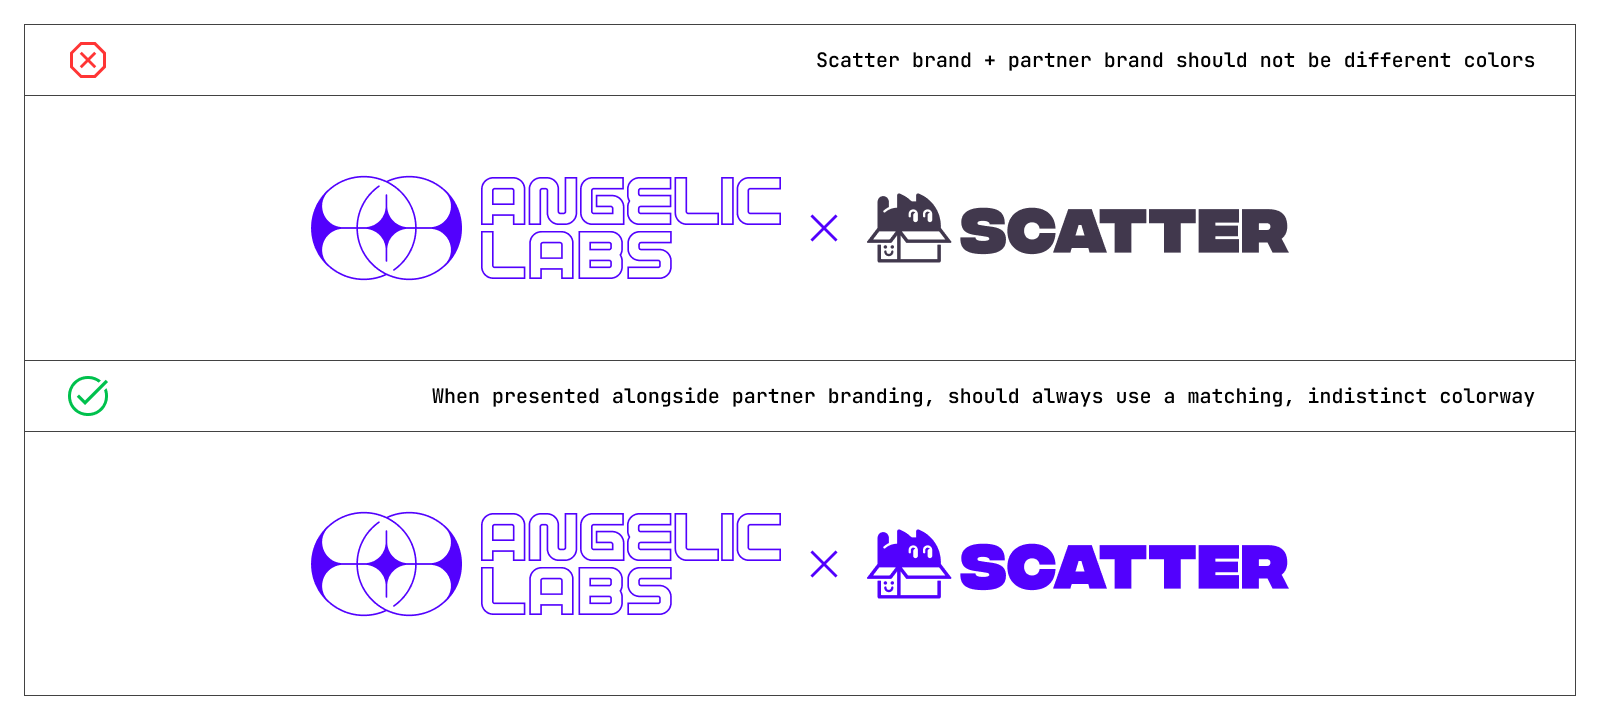 Scatter brand + partner brand should not be different colors
ANGELIC
LABS
SCATTER
When presented alongside partner branding, should always use a matching, indistinct colorway
ANGELIC
LABS
SCATTER